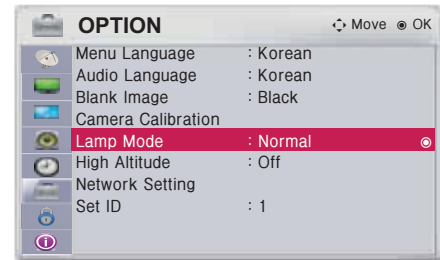 OPTION Move ◉ OK
Menu Language : Korean
Audio Language : Korean
Blank Image : Black
Camera Calibration
Lamp Mode : Normal ◉
High Altitude : Off
Network Setting
Set ID : 1